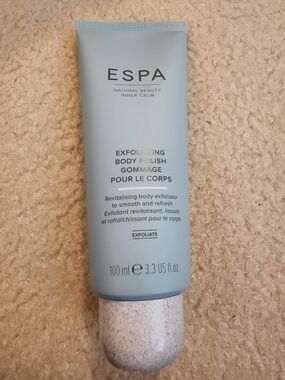 ESPA
NATURAL BEAUTY
INNER CALM
EXFOLIATING
BODY POLISH
GOMMAGE
POUR LE CORPS
Revitalising body exfoliator
to smooth and refresh
Exfoliant revitalisant, lissant
et rafraîchissant pour le corps
EXFOLIATE
100 ml ℮ 3.3 US fl.oz.